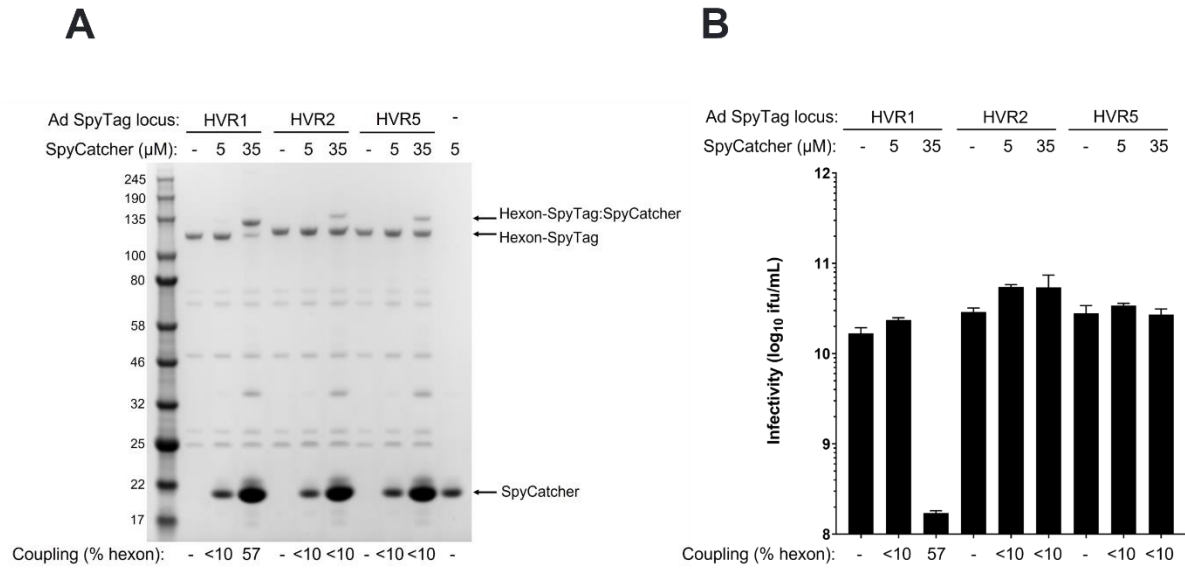 A
Ad SpyTag locus: HVR1 HVR2 HVR5 -
SpyCatcher (µM): - 5 35 - 5 35 - 5 35 5
245
190
135
Hexon-SpyTag:SpyCatcher
Hexon-SpyTag
100
80
58
46
32
25
22
SpyCatcher
17
Coupling (% hexon): - <10 57 - <10 <10 - <10 <10 -
B
Ad SpyTag locus: HVR1 HVR2 HVR5
SpyCatcher (µM): - 5 35 - 5 35 - 5 35
Infectivity (log10 ifu/mL)
12
11
10
9
8
Coupling (% hexon): - <10 57 - <10 <10 - <10 <10